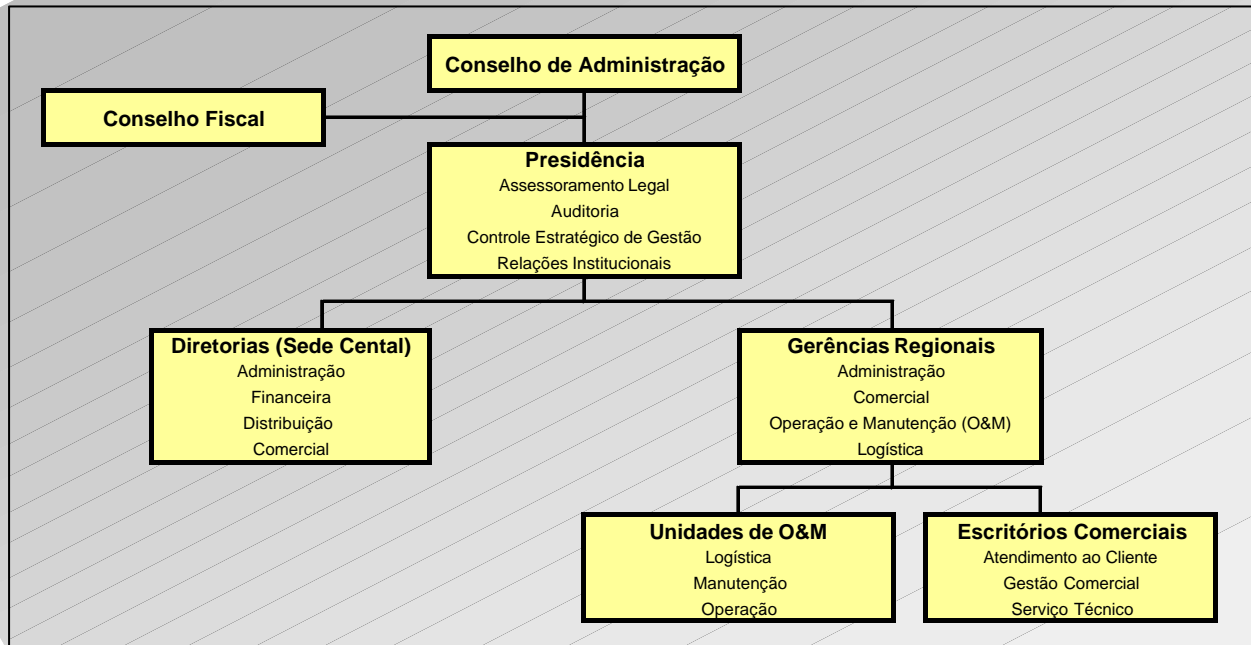 Conselho de Administração
Conselho Fiscal
Presidência
Assessoramento Legal
Auditoria
Controle Estratégico de Gestão
Relações Institucionais
Diretorias (Sede Cental)
Administração
Financeira
Distribuição
Comercial
Gerências Regionais
Administração
Comercial
Operação e Manutenção (O&M)
Logística
Unidades de O&M
Logística
Manutenção
Operação
Escritórios Comerciais
Atendimento ao Cliente
Gestão Comercial
Serviço Técnico